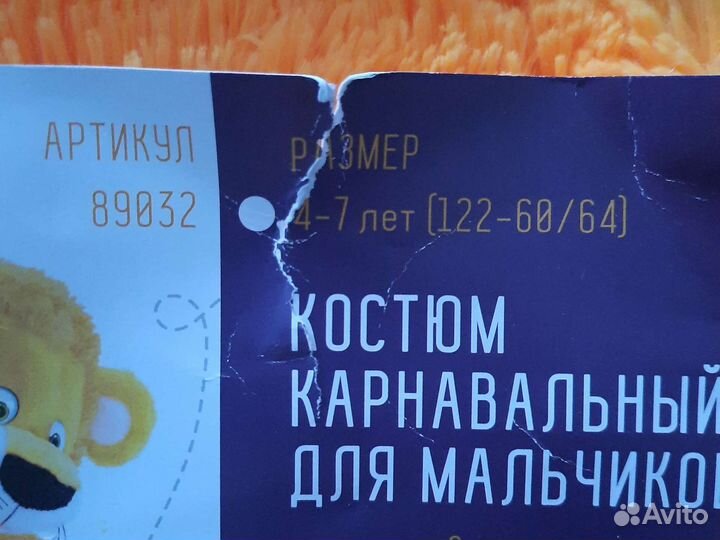 АРТИКУЛ
89032
РАЗМЕР
4-7 лет (122-60/64)
КОСТЮМ
КАРНАВАЛЬНЫЙ
ДЛЯ МАЛЬЧИКОВ
Avito